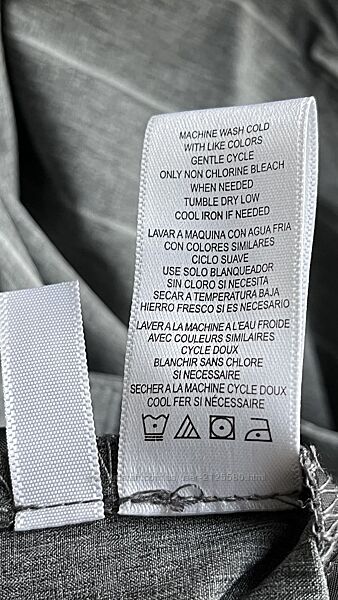 MACHINE WASH COLD
WITH LIKE COLORS
GENTLE CYCLE
ONLY NON CHLORINE BLEACH
WHEN NEEDED
TUMBLE DRY LOW
COOL IRON IF NEEDED
LAVAR A MAQUINA CON AGUA FRIA
CON COLORES SIMILARES
CICLO SUAVE
USE SOLO BLANQUEADOR
SIN CLORO SI NECESITA
SECAR A TEMPERATURA BAJA
HIERRO FRESCO SI ES NECESARIO
LAVER A LA MACHINE A L'EAU FROIDE
AVEC COULEURS SIMILAIRES
CYCLE DOUX
BLANCHIR SANS CHLORE
SI NECESSAIRE
SECHER A LA MACHINE CYCLE DOUX
COOL FER SI NÉCESSAIRE